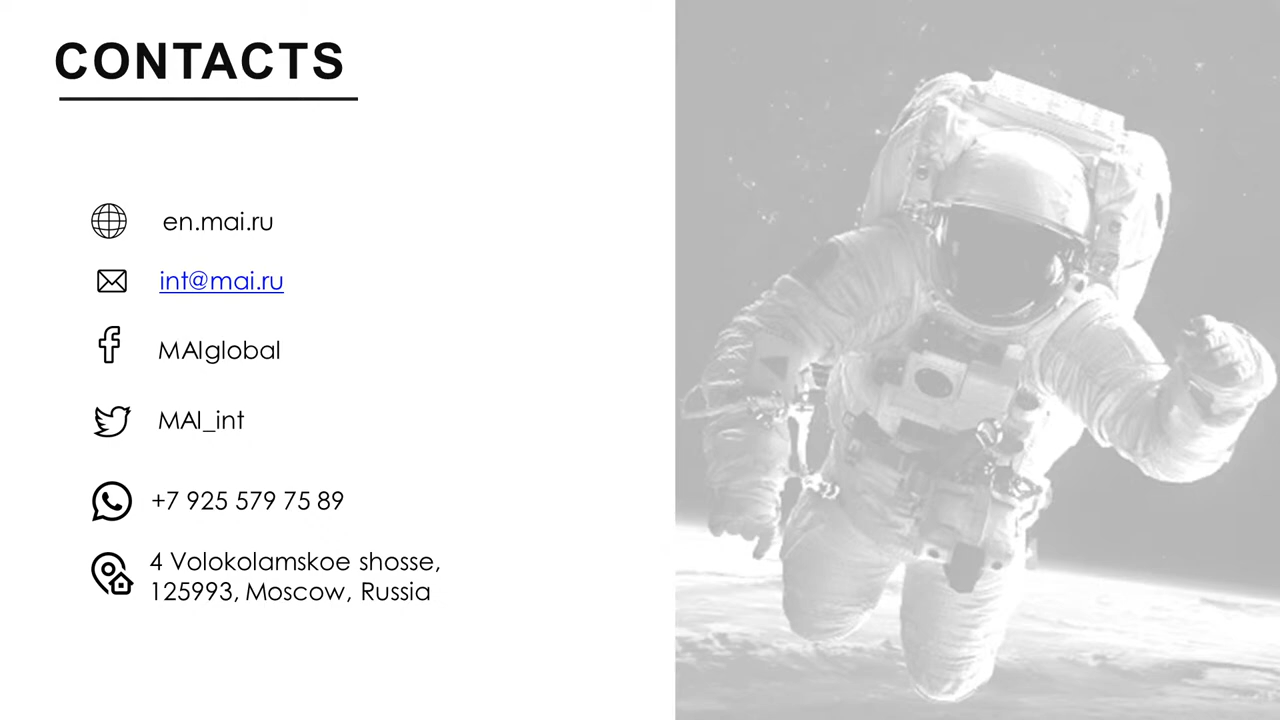 CONTACTS
en.mai.ru
int@mai.ru
MAIglobal
MAI_int
+7 925 579 75 89
4 Volokolamskoe shosse,
125993, Moscow, Russia